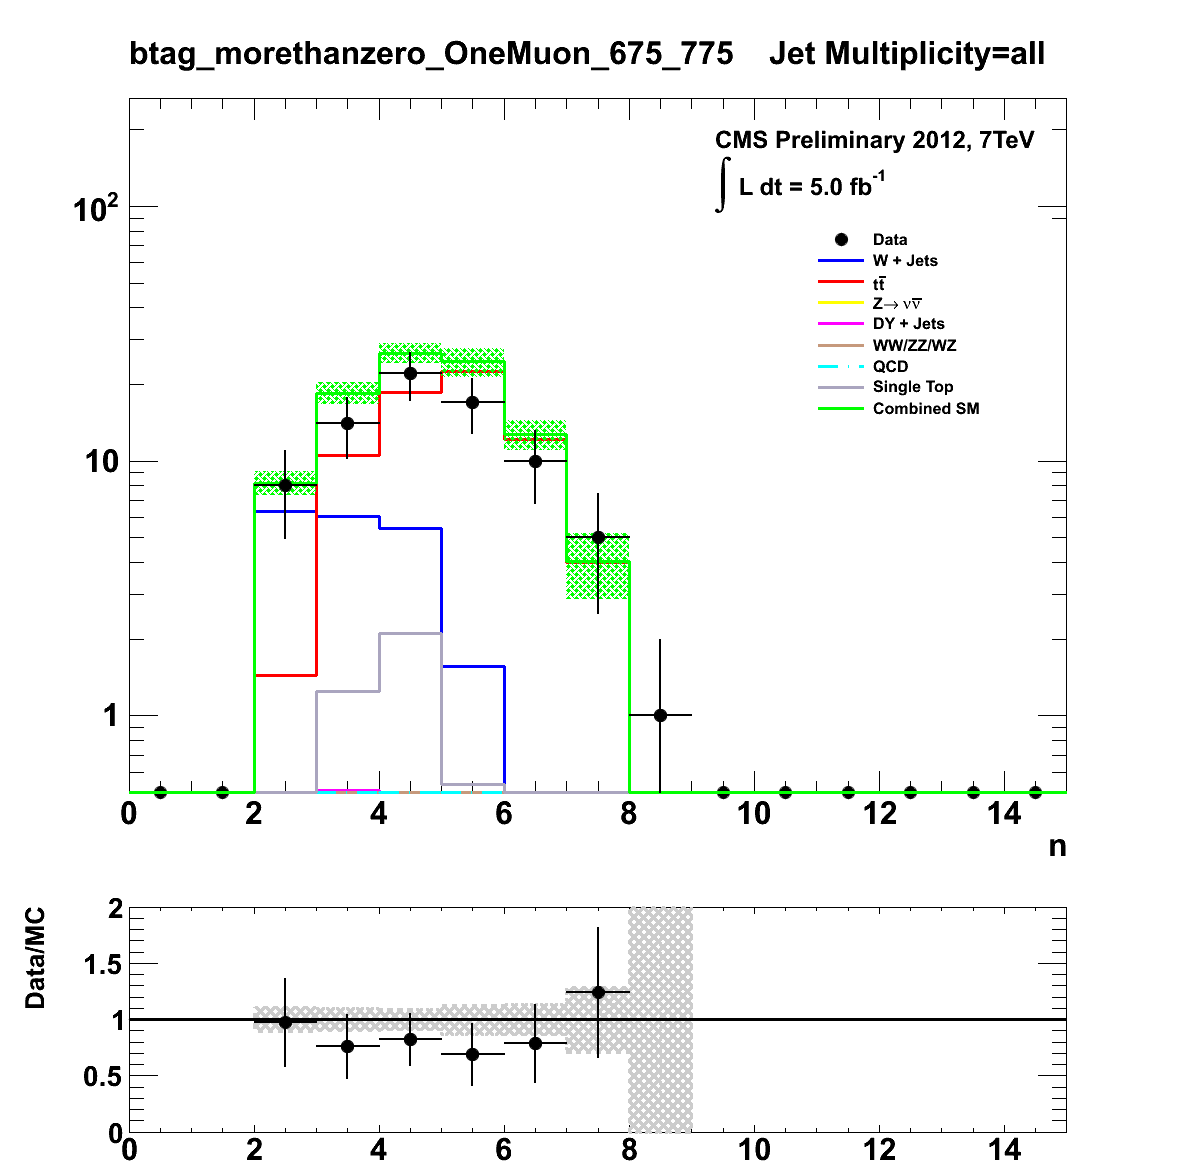 btag_morethanzero_OneMuon_675_775 Jet Multiplicity=all
CMS Preliminary 2012, 7TeV
∫ L dt = 5.0 fb⁻¹
Data
W + Jets
tt̅
Z→ νν̅
DY + Jets
WW/ZZ/WZ
QCD
Single Top
Combined SM
10²
10
1
0 2 4 6 8 10 12 14
n
Data/MC
2
1.5
1
0.5
0
0 2 4 6 8 10 12 14